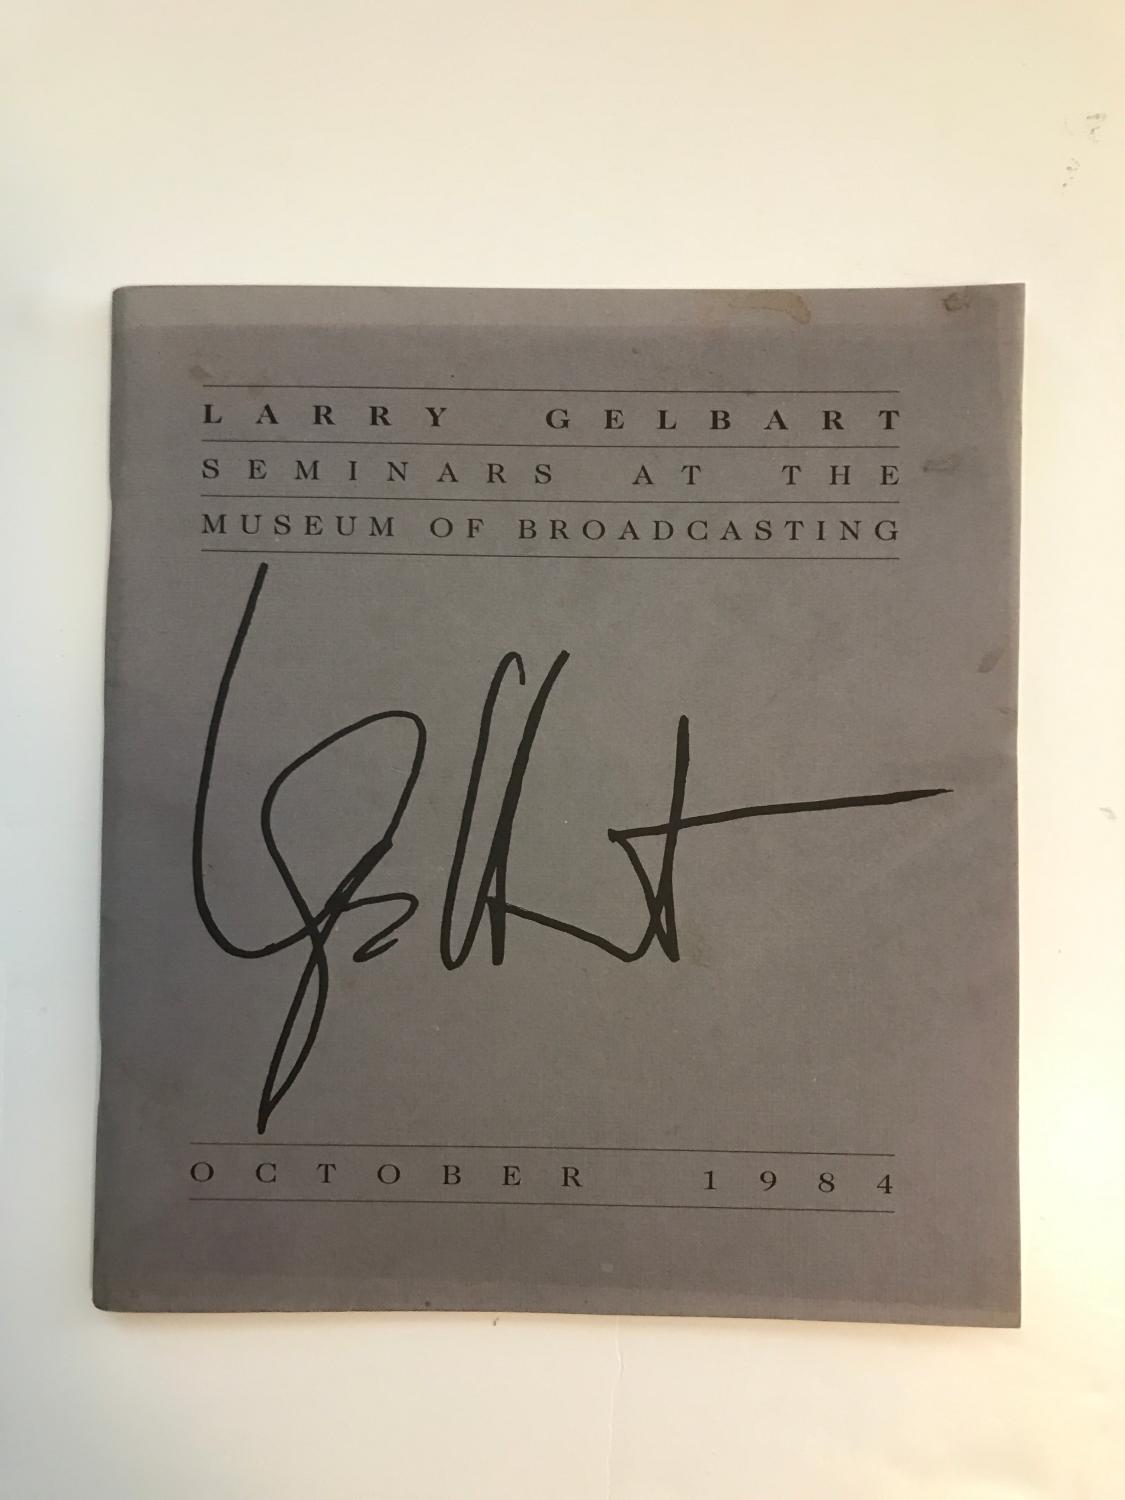 LARRY GELBART
SEMINARS AT THE
MUSEUM OF BROADCASTING
OCTOBER 1984